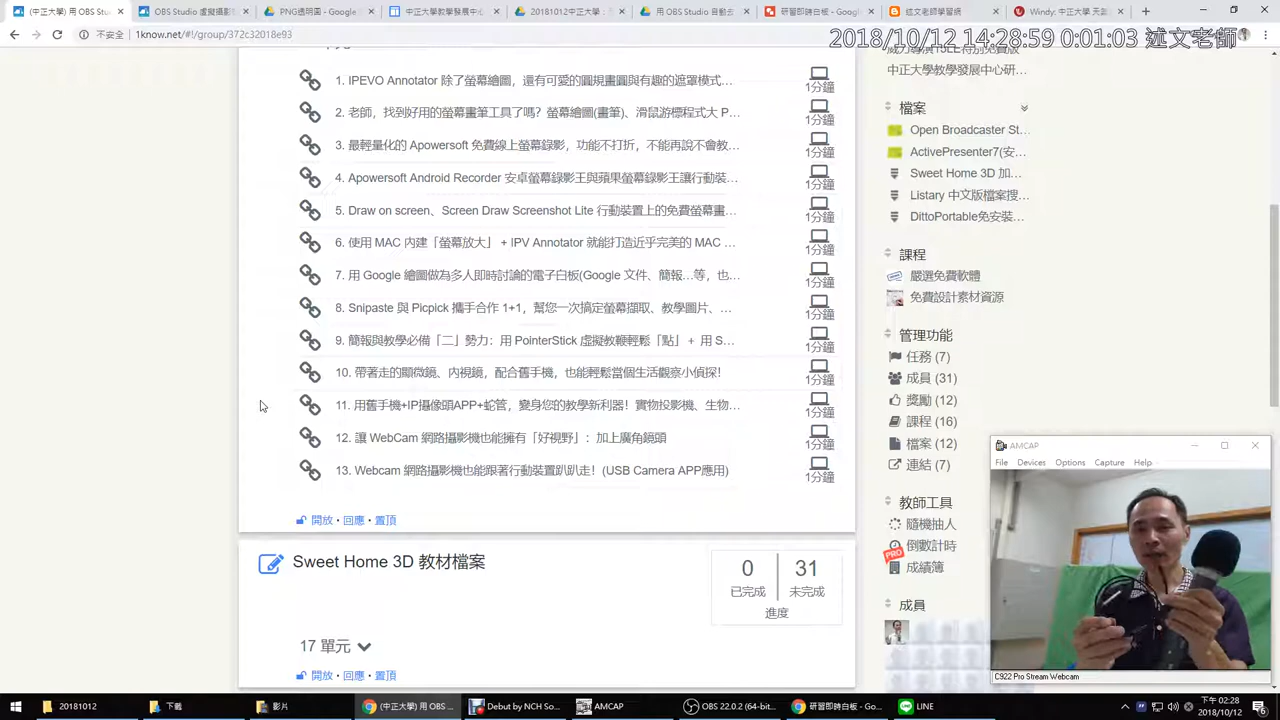 (中正大學) 用 OBS Stu
OBS Studio 虛擬攝影
PNG透明圖 - Google
中正大學教學發展中心
20181012中正大學：
用 OBS Studio 自動去
研習即時白板 - Google
述文老師學習網
Windy: 中正大學 天
不安全
1know.net/#!/group/372c32018e93
2018/10/12 14:28:59 0:01:03 述文老師
1. IPEVO Annotator 除了螢幕繪圖，還有可愛的圓規畫圓與有趣的遮罩模式…
1分鐘
2. 老師，找到好用的螢幕畫筆工具了嗎？螢幕繪圖(畫筆)、滑鼠游標程式大 P…
1分鐘
3. 最輕量化的 Apowersoft 免費線上螢幕錄影，功能不打折，不能再說不會教…
1分鐘
4. Apowersoft Android Recorder 安卓螢幕錄影王與蘋果螢幕錄影王讓行動裝…
1分鐘
5. Draw on screen、Screen Draw Screenshot Lite 行動裝置上的免費螢幕畫…
1分鐘
6. 使用 MAC 內建「螢幕放大」 + IPV Annotator 就能打造近乎完美的 MAC …
1分鐘
7. 用 Google 繪圖做為多人即時討論的電子白板(Google 文件、簡報…等，也…
1分鐘
8. Snipaste 與 Picpick 攜手合作 1+1，幫您一次搞定螢幕擷取、教學圖片、…
1分鐘
9. 簡報與教學必備「二」勢力：用 PointerStick 虛擬教鞭輕鬆「點」 + 用 S…
1分鐘
10. 帶著走的顯微鏡、內視鏡，配合舊手機，也能輕鬆當個生活觀察小偵探！
1分鐘
11. 用舊手機+IP攝像頭APP+蛇管，變身您的教學新利器！實物投影機、生物…
1分鐘
12. 讓 WebCam 網路攝影機也能擁有「好視野」：加上廣角鏡頭
1分鐘
13. Webcam 網路攝影機也能跟著行動裝置趴趴走！(USB Camera APP應用)
1分鐘
開放・回應・置頂
Sweet Home 3D 教材檔案
0
31
已完成
未完成
進度
17 單元
開放・回應・置頂
中正大學教學發展中心研…
檔案
Open Broadcaster St…
ActivePresenter7(安…
Sweet Home 3D 加…
Listary 中文版檔案搜…
DittoPortable免安裝…
課程
嚴選免費軟體
免費設計素材資源
管理功能
任務 (7)
成員 (31)
獎勵 (12)
課程 (16)
檔案 (12)
連結 (7)
教師工具
隨機抽人
倒數計時
PRO
成績簿
成員
AMCAP
File Devices Options Capture Help
C922 Pro Stream Webcam
20181012
下載
影片
(中正大學) 用 OBS…
Debut by NCH So…
AMCAP
OBS 22.0.2 (64-bit…
研習即時白板 - Go…
LINE
下午 02:28
2018/10/12